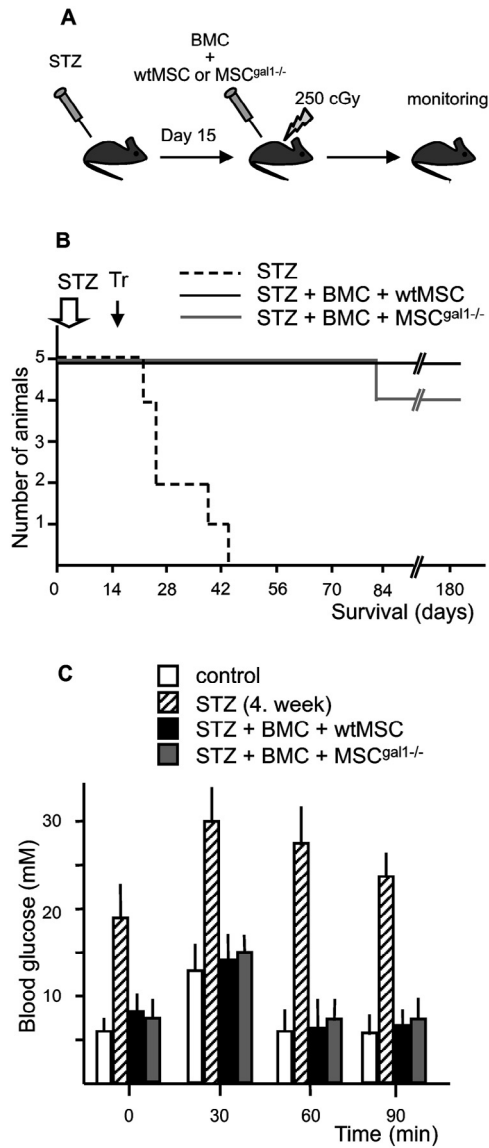 A
STZ
BMC
+
wtMSC or MSCgal1-/-
250 cGy
Day 15
monitoring
B
STZ Tr
STZ
STZ + BMC + wtMSC
STZ + BMC + MSCgal1-/-
Number of animals
5
4
3
2
1
0 14 28 42 56 70 84 180
Survival (days)
C
control
STZ (4. week)
STZ + BMC + wtMSC
STZ + BMC + MSCgal1-/-
Blood glucose (mM)
30
20
10
0 30 60 90
Time (min)